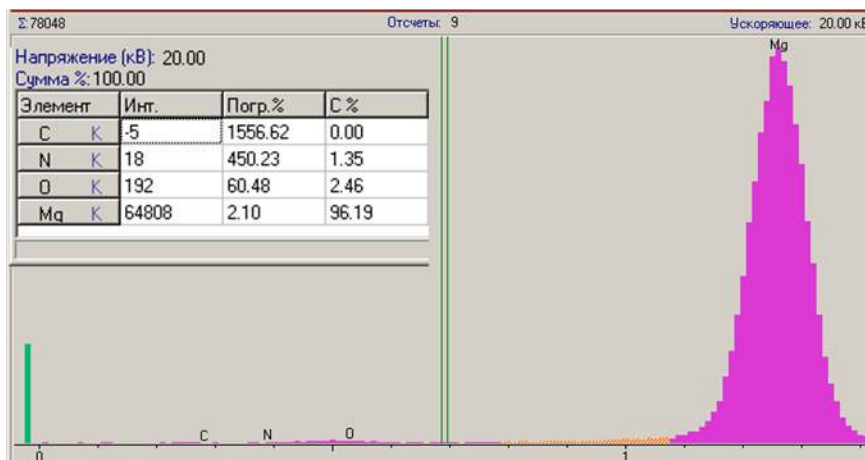 Σ:78048 Отсчеты: 9 Ускоряющее: 20.00 кВ
Напряжение (кВ): 20.00
Сумма %: 100.00
Элемент Инт. Погр.% C %
C K -5 1556.62 0.00
N K 18 450.23 1.35
O K 192 60.48 2.46
Mg K 64808 2.10 96.19
Mg
C N O
0 1